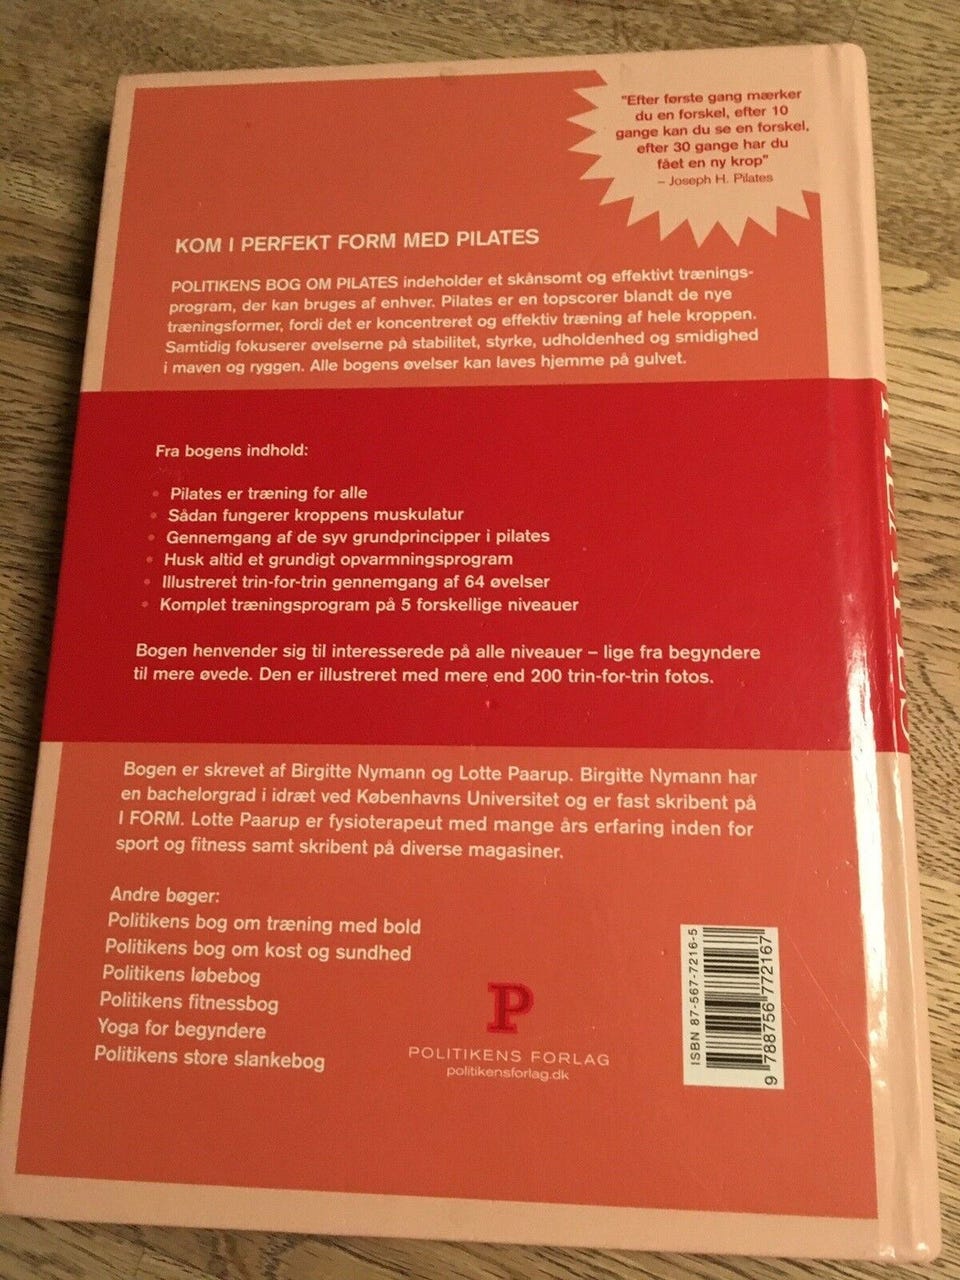 "Efter første gang mærker
du en forskel, efter 10
gange kan du se en forskel,
efter 30 gange har du
fået en ny krop"
– Joseph H. Pilates
KOM I PERFEKT FORM MED PILATES
POLITIKENS BOG OM PILATES indeholder et skånsomt og effektivt trænings-
program, der kan bruges af enhver. Pilates er en topscorer blandt de nye
træningsformer, fordi det er koncentreret og effektiv træning af hele kroppen.
Samtidig fokuserer øvelserne på stabilitet, styrke, udholdenhed og smidighed
i maven og ryggen. Alle bogens øvelser kan laves hjemme på gulvet.
Fra bogens indhold:
• Pilates er træning for alle
• Sådan fungerer kroppens muskulatur
• Gennemgang af de syv grundprincipper i pilates
• Husk altid et grundigt opvarmningsprogram
• Illustreret trin-for-trin gennemgang af 64 øvelser
• Komplet træningsprogram på 5 forskellige niveauer
Bogen henvender sig til interesserede på alle niveauer – lige fra begyndere
til mere øvede. Den er illustreret med mere end 200 trin-for-trin fotos.
Bogen er skrevet af Birgitte Nymann og Lotte Paarup. Birgitte Nymann har
en bachelorgrad i idræt ved Københavns Universitet og er fast skribent på
I FORM. Lotte Paarup er fysioterapeut med mange års erfaring inden for
sport og fitness samt skribent på diverse magasiner.
Andre bøger:
Politikens bog om træning med bold
Politikens bog om kost og sundhed
Politikens løbebog
Politikens fitnessbog
Yoga for begyndere
Politikens store slankebog
P
POLITIKENS FORLAG
politikensforlag.dk
ISBN 87-567-7216-5
9 788756 772167